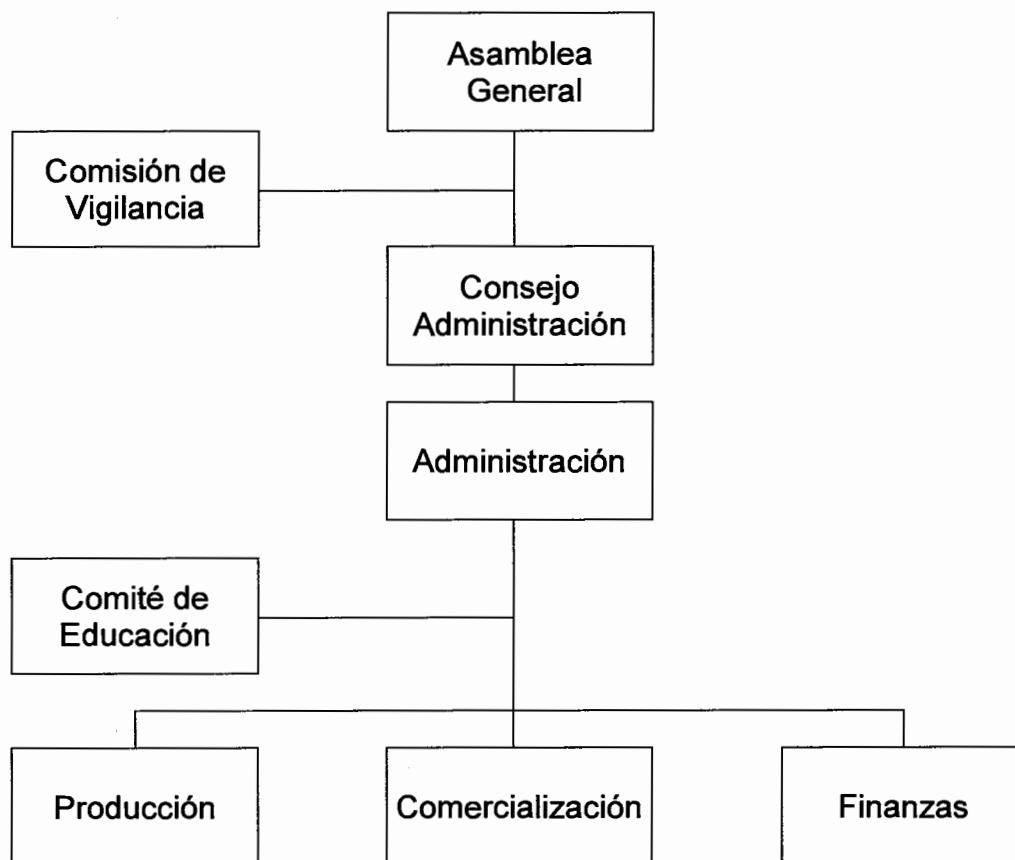 Asamblea
General
Comisión de
Vigilancia
Consejo
Administración
Administración
Comité de
Educación
Producción
Comercialización
Finanzas